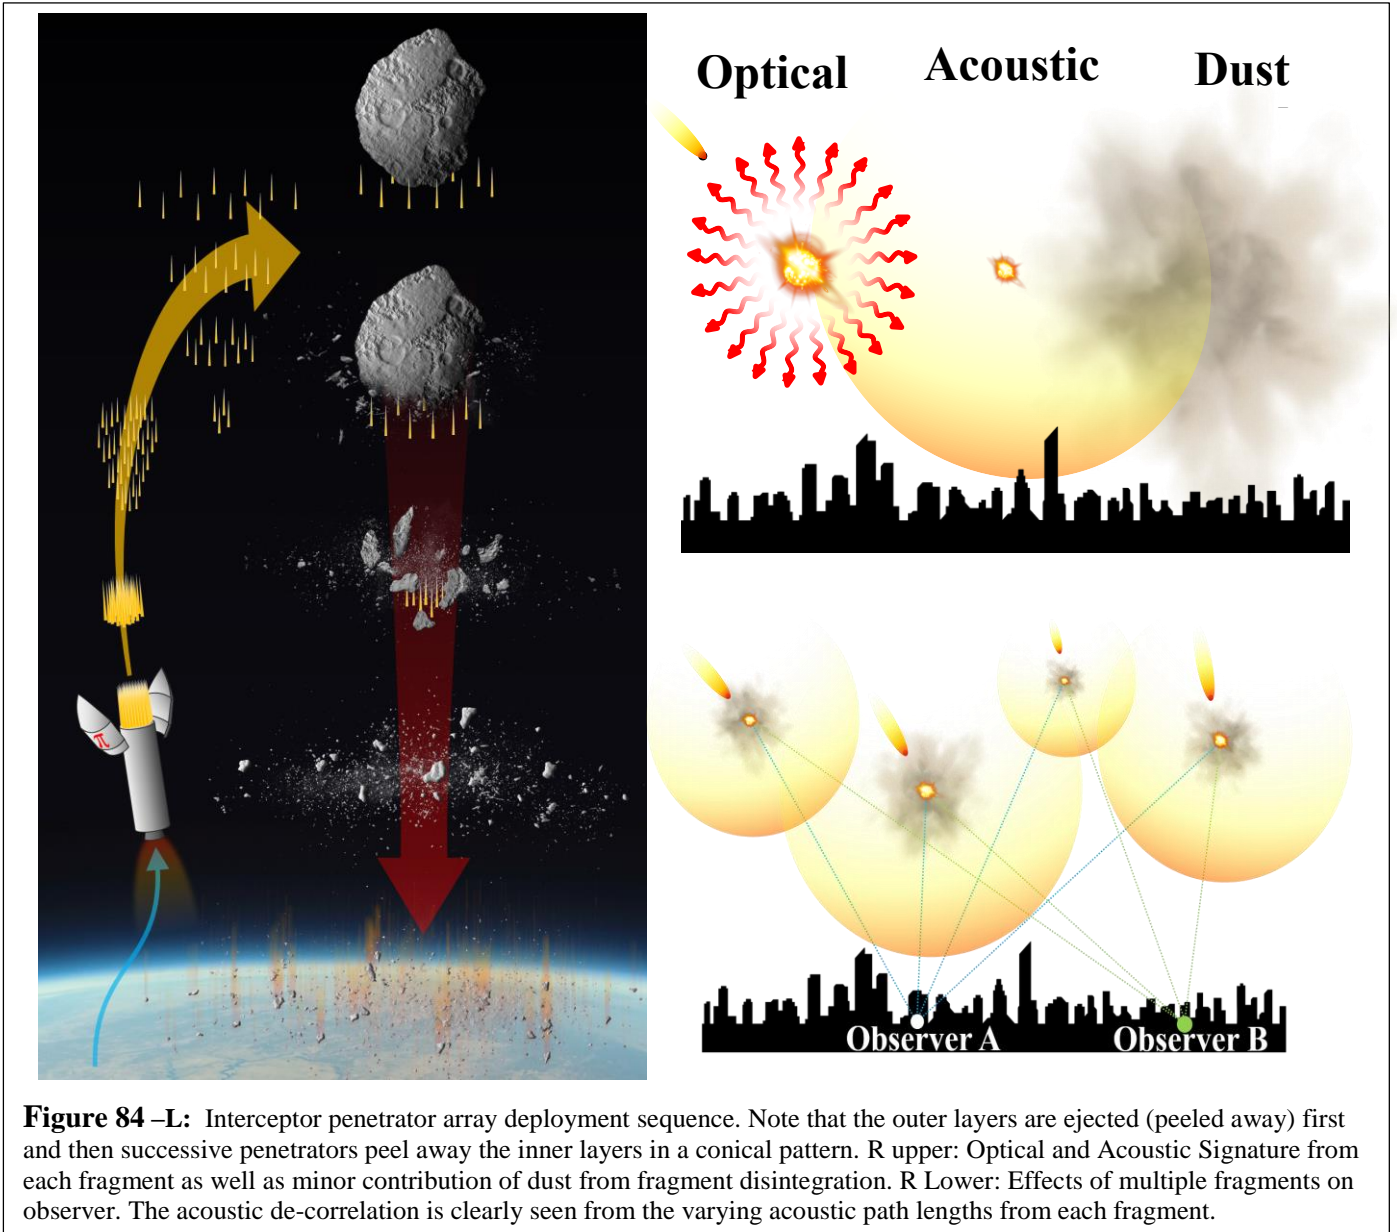 Optical
Acoustic
Dust
π
Observer A
Observer B
Figure 84 –L: Interceptor penetrator array deployment sequence. Note that the outer layers are ejected (peeled away) first
and then successive penetrators peel away the inner layers in a conical pattern. R upper: Optical and Acoustic Signature from
each fragment as well as minor contribution of dust from fragment disintegration. R Lower: Effects of multiple fragments on
observer. The acoustic de-correlation is clearly seen from the varying acoustic path lengths from each fragment.